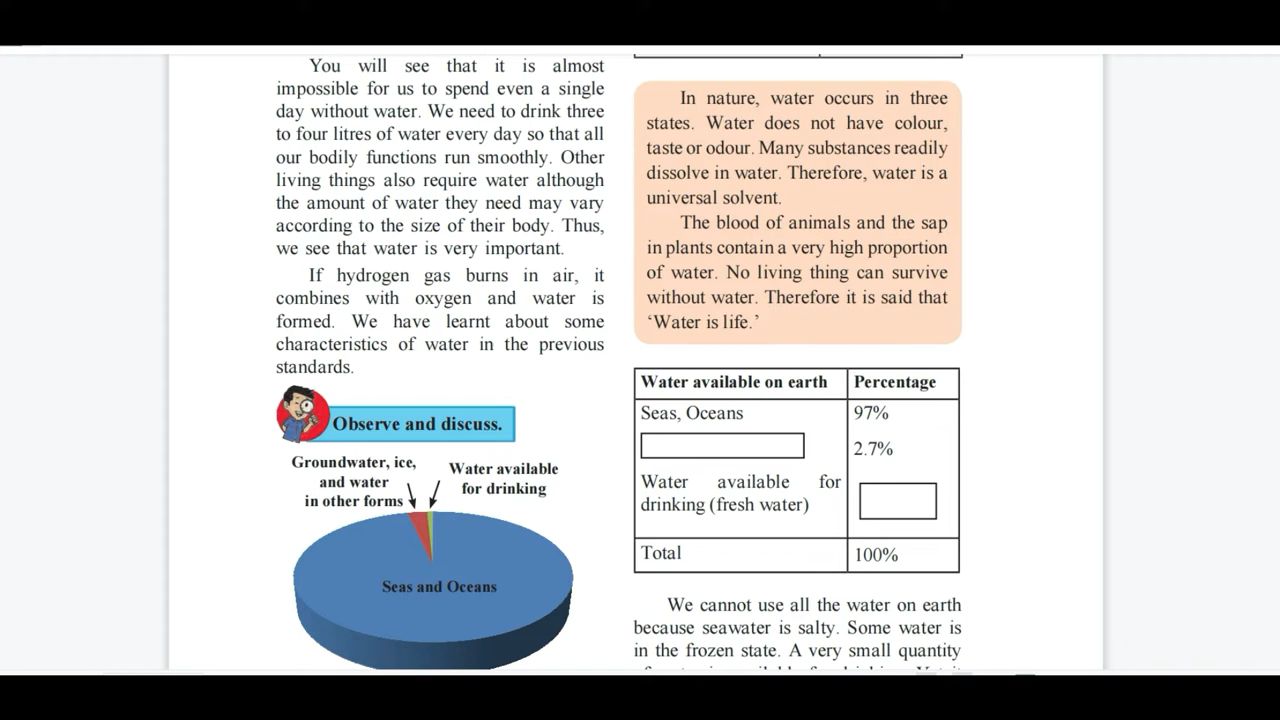 You will see that it is almost
impossible for us to spend even a single
day without water. We need to drink three
to four litres of water every day so that all
our bodily functions run smoothly. Other
living things also require water although
the amount of water they need may vary
according to the size of their body. Thus,
we see that water is very important.
If hydrogen gas burns in air, it
combines with oxygen and water is
formed. We have learnt about some
characteristics of water in the previous
standards.
Observe and discuss.
Groundwater, ice,
and water
in other forms
Water available
for drinking
Seas and Oceans
In nature, water occurs in three
states. Water does not have colour,
taste or odour. Many substances readily
dissolve in water. Therefore, water is a
universal solvent.
The blood of animals and the sap
in plants contain a very high proportion
of water. No living thing can survive
without water. Therefore it is said that
‘Water is life.’
Water available on earth Percentage
Seas, Oceans 97%
2.7%
Water available for
drinking (fresh water)
Total 100%
We cannot use all the water on earth
because seawater is salty. Some water is
in the frozen state. A very small quantity